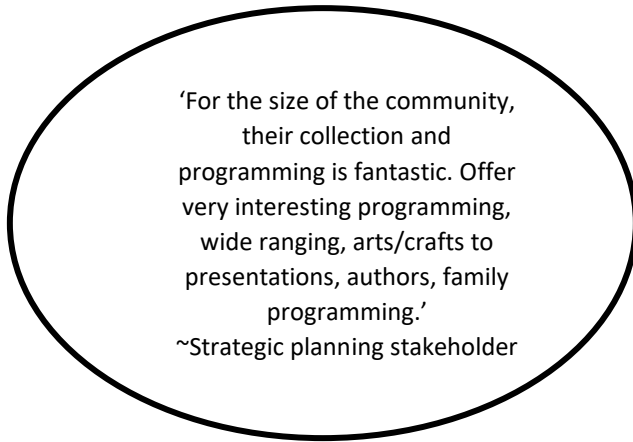 ‘For the size of the community,
their collection and
programming is fantastic. Offer
very interesting programming,
wide ranging, arts/crafts to
presentations, authors, family
programming.’
~Strategic planning stakeholder